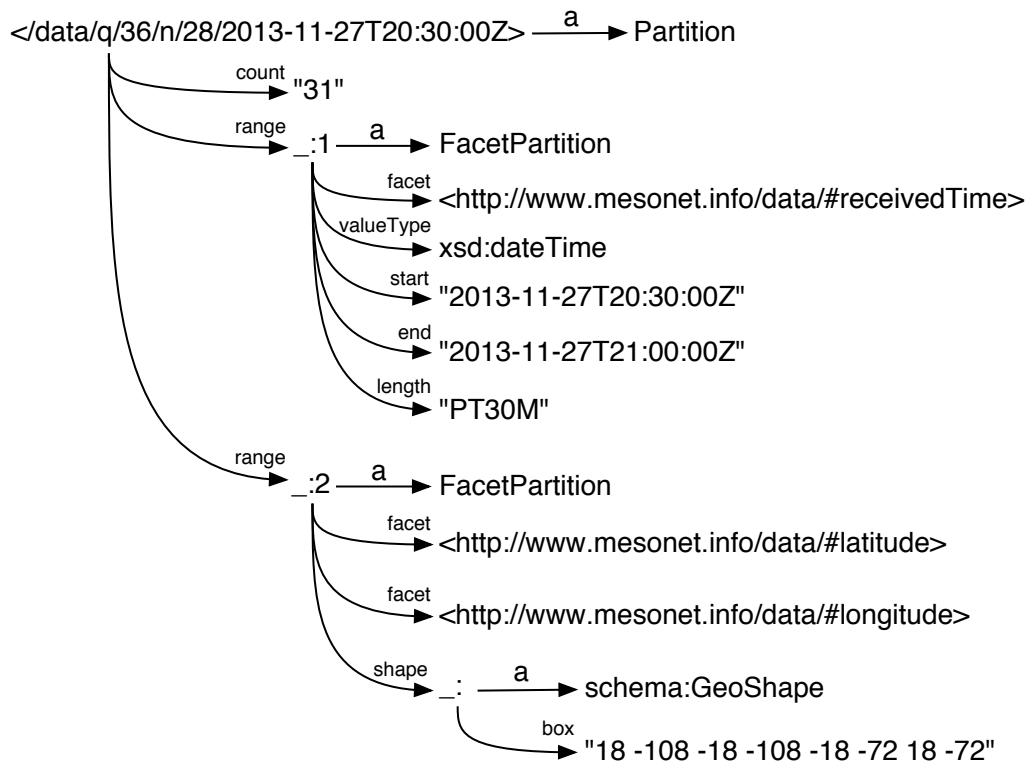 </data/q/36/n/28/2013-11-27T20:30:00Z> a Partition
count "31"
range _:1 a FacetPartition
facet <http://www.mesonet.info/data/#receivedTime>
valueType xsd:dateTime
start "2013-11-27T20:30:00Z"
end "2013-11-27T21:00:00Z"
length "PT30M"
range _:2 a FacetPartition
facet <http://www.mesonet.info/data/#latitude>
facet <http://www.mesonet.info/data/#longitude>
shape _: a schema:GeoShape
box "18 -108 -18 -108 -18 -72 18 -72"